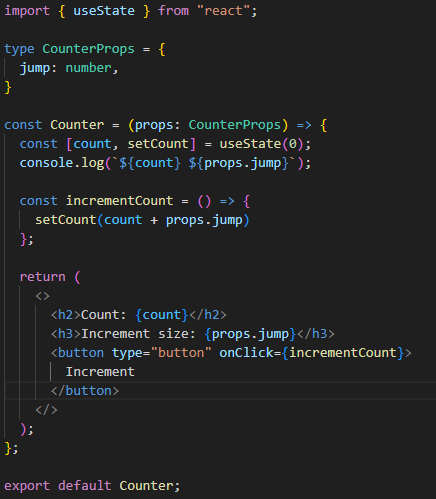 import { useState } from "react";
type CounterProps = {
jump: number,
}
const Counter = (props: CounterProps) => {
const [count, setCount] = useState(0);
console.log(`${count} ${props.jump}`);
const incrementCount = () => {
setCount(count + props.jump)
};
return (
<>
<h2>Count: {count}</h2>
<h3>Increment size: {props.jump}</h3>
<button type="button" onClick={incrementCount}>
Increment
</button>
</>
);
};
export default Counter;